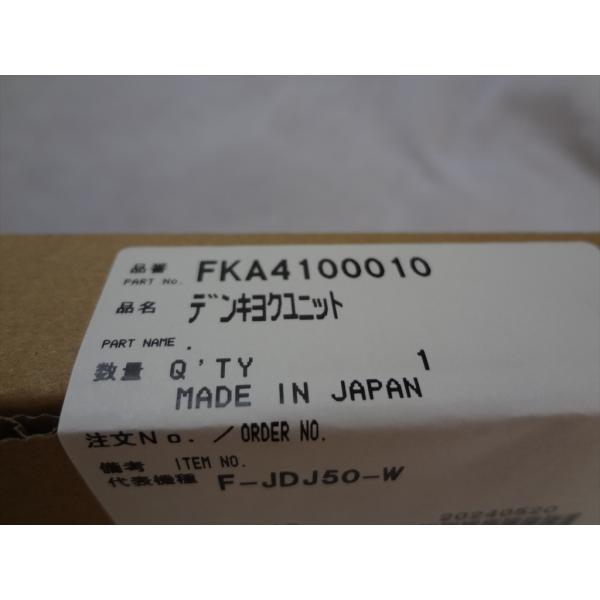 品番 PART No. FKA4100010
品名 デンキヨクユニット
PART NAME .
数量 Q'TY 1
MADE IN JAPAN
注文No. / ORDER NO.
備考 ITEM NO.
代表機種 F-JDJ50-W
20240520